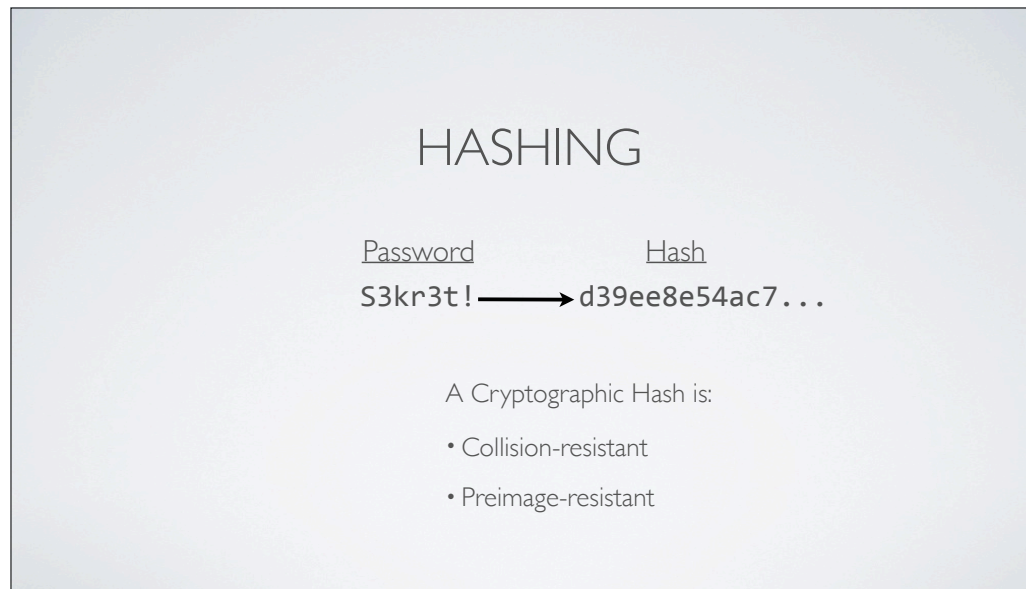 HASHING
Password Hash
S3kr3t! d39ee8e54ac7...
A Cryptographic Hash is:
• Collision-resistant
• Preimage-resistant